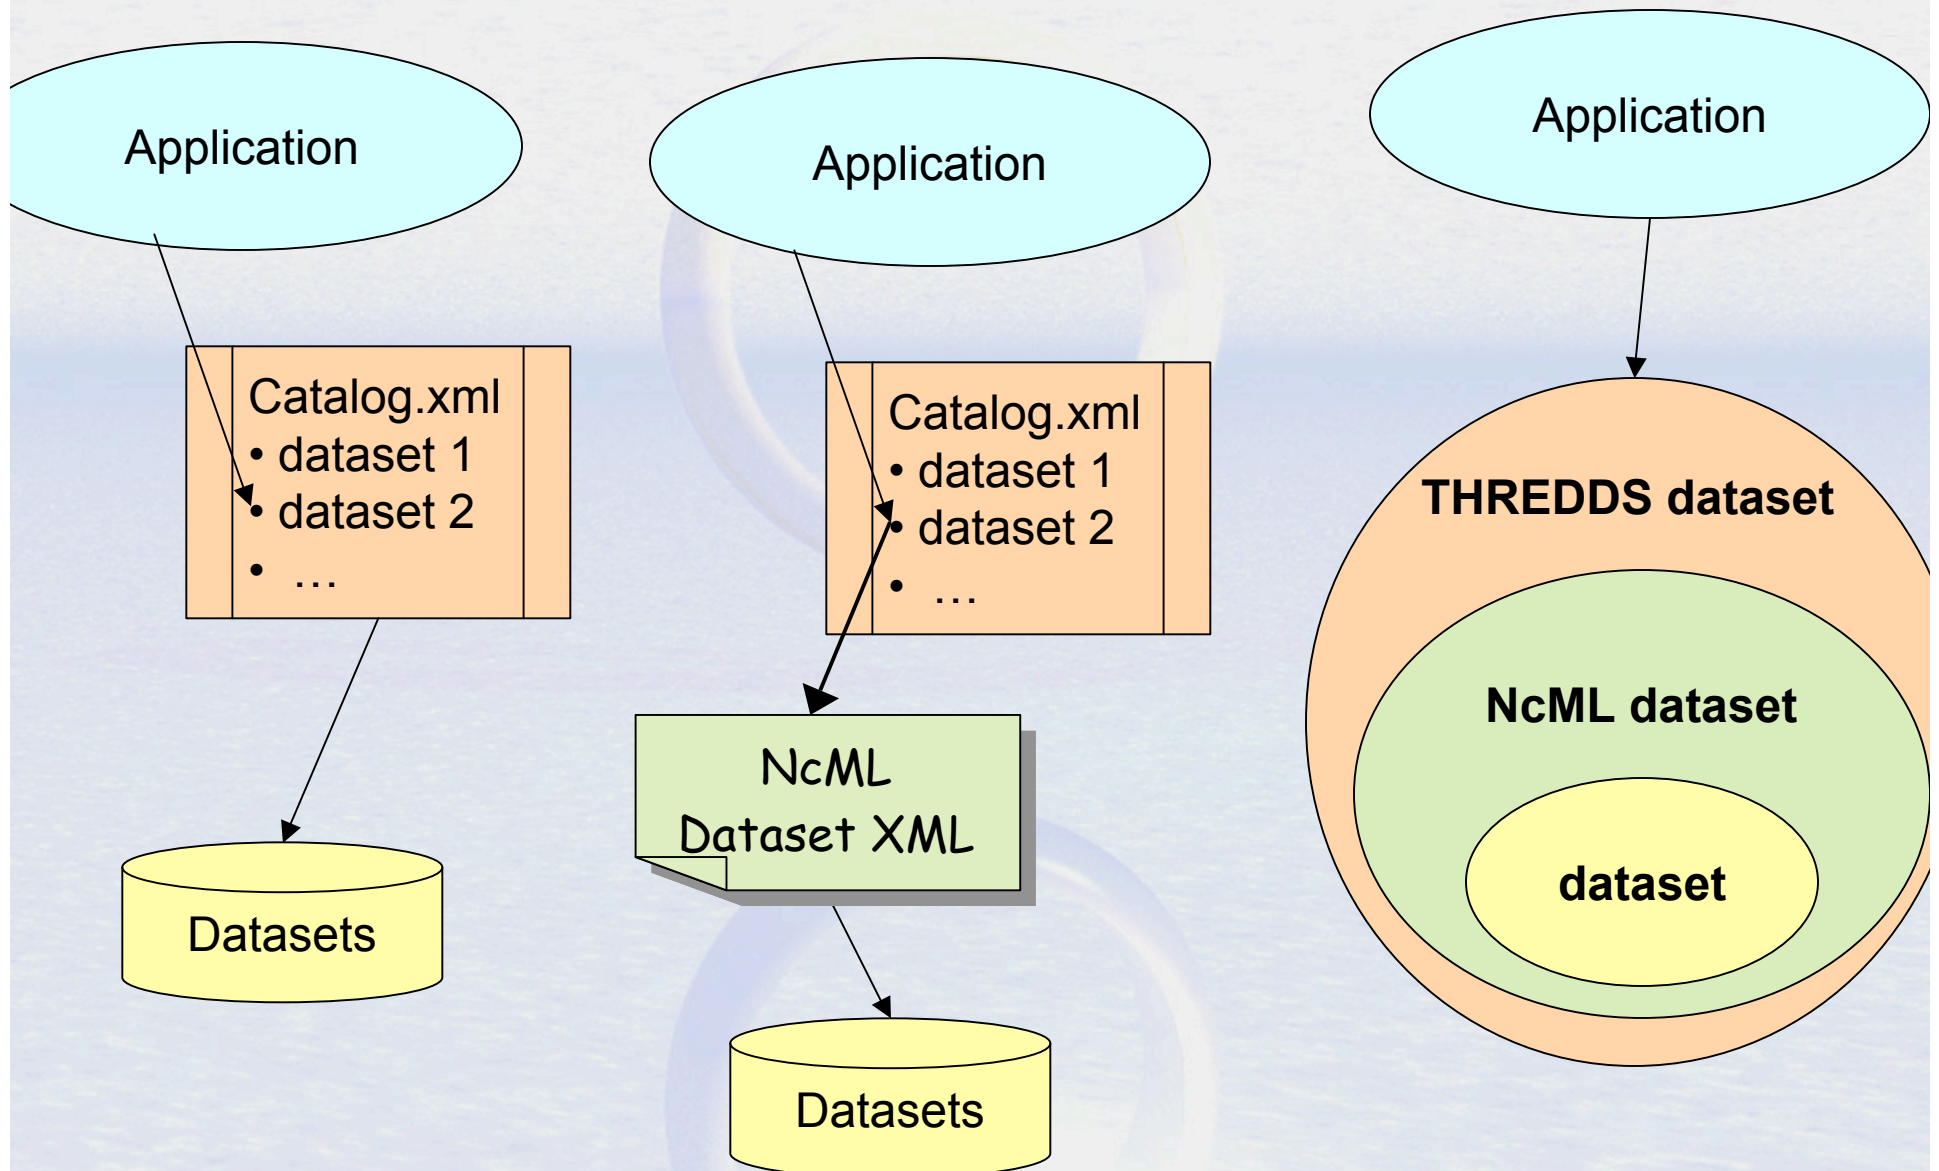 Application
Catalog.xml
• dataset 1
• dataset 2
• …
Datasets
Application
Catalog.xml
• dataset 1
• dataset 2
• …
NcML
Dataset XML
Datasets
Application
THREDDS dataset
NcML dataset
dataset